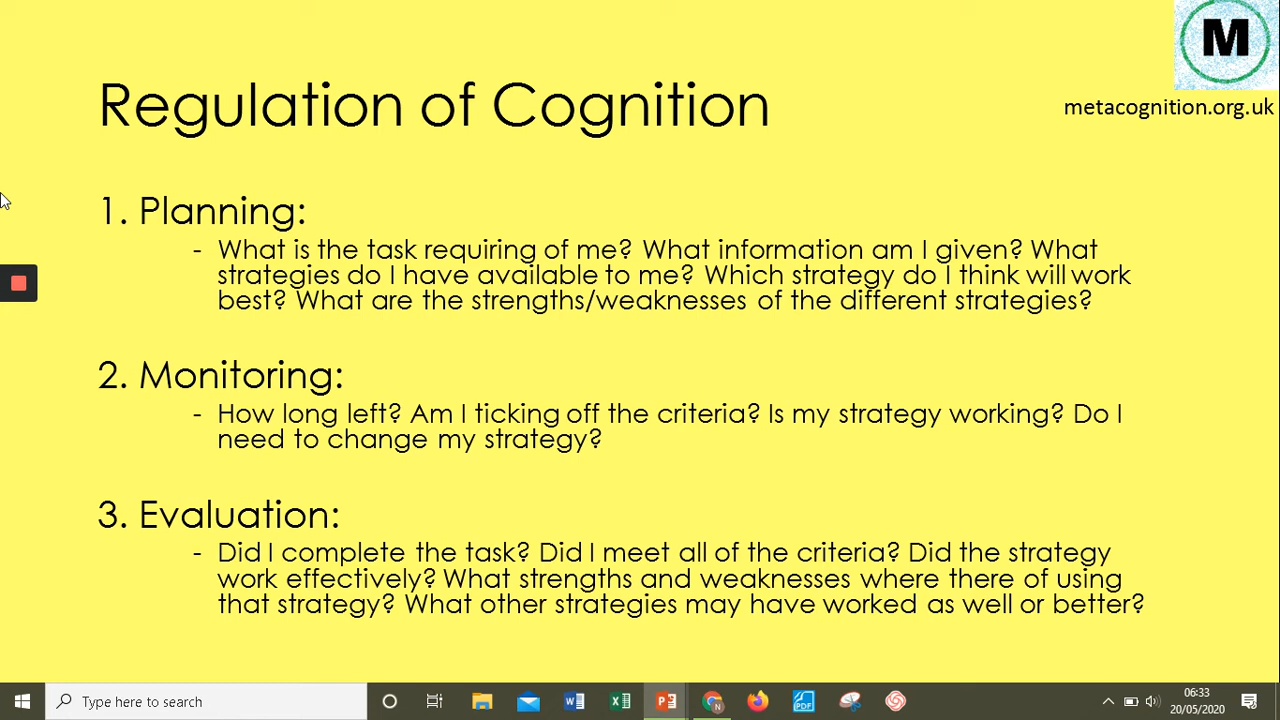 M
metacognition.org.uk
Regulation of Cognition
1. Planning:
- What is the task requiring of me? What information am I given? What
strategies do I have available to me? Which strategy do I think will work
best? What are the strengths/weaknesses of the different strategies?
2. Monitoring:
- How long left? Am I ticking off the criteria? Is my strategy working? Do I
need to change my strategy?
3. Evaluation:
- Did I complete the task? Did I meet all of the criteria? Did the strategy
work effectively? What strengths and weaknesses where there of using
that strategy? What other strategies may have worked as well or better?
Type here to search
06:33
20/05/2020